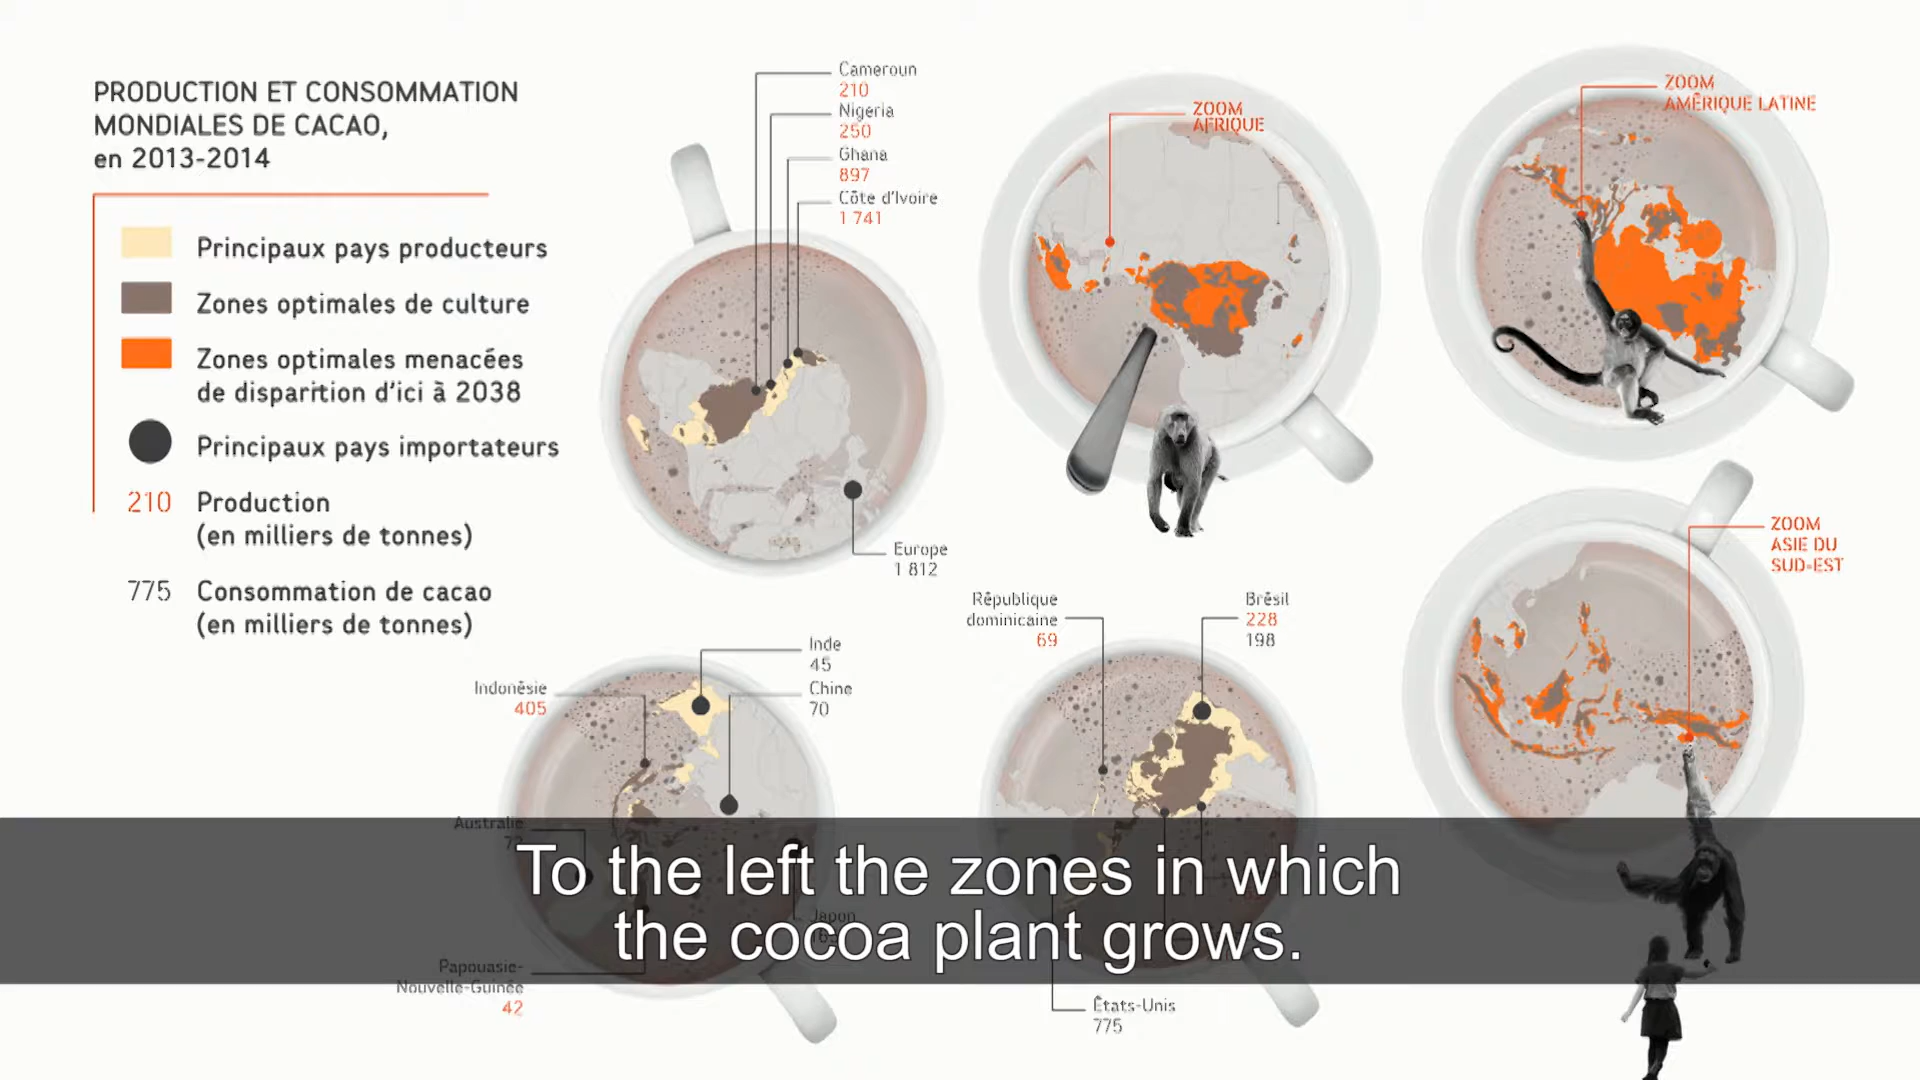 PRODUCTION ET CONSOMMATION
MONDIALES DE CACAO,
en 2013-2014
Principaux pays producteurs
Zones optimales de culture
Zones optimales menacées
de disparition d'ici à 2038
Principaux pays importateurs
210 Production
(en milliers de tonnes)
775 Consommation de cacao
(en milliers de tonnes)
Cameroun
210
Nigeria
250
Ghana
897
Côte d'Ivoire
1 741
Europe
1 812
ZOOM
AFRIQUE
ZOOM
AMÉRIQUE LATINE
ZOOM
ASIE DU
SUD-EST
Inde
45
Chine
70
Indonésie
405
Australie
Japon
Papouasie-
Nouvelle-Guinée
42
République
dominicaine
69
Brésil
228
198
États-Unis
775
To the left the zones in which
the cocoa plant grows.